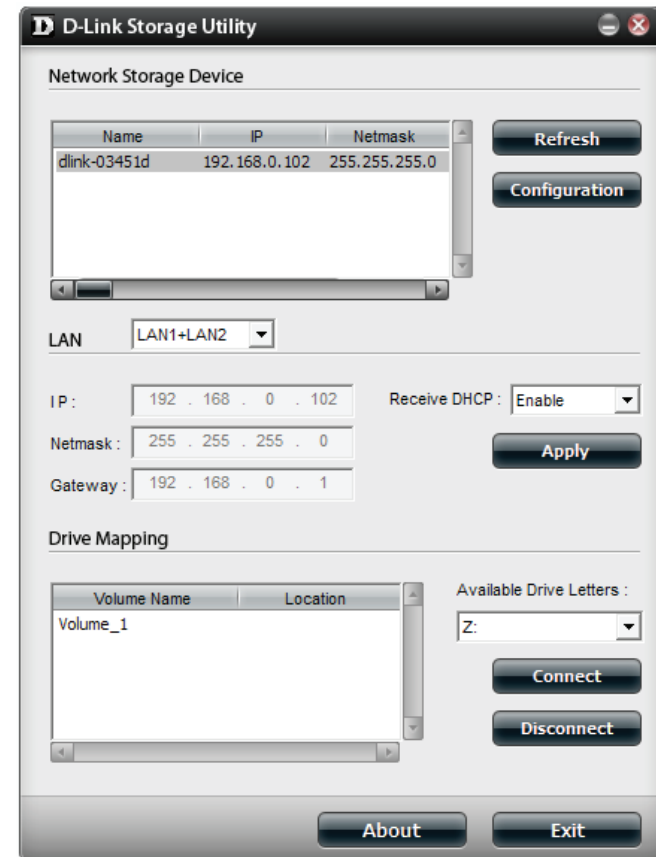 D D-Link Storage Utility
Network Storage Device
Name IP Netmask
dlink-03451d 192.168.0.102 255.255.255.0
Refresh
Configuration
LAN LAN1+LAN2
IP : 192 . 168 . 0 . 102 Receive DHCP : Enable
Netmask : 255 . 255 . 255 . 0 Apply
Gateway : 192 . 168 . 0 . 1
Drive Mapping
Volume Name Location
Volume_1
Available Drive Letters :
Z:
Connect
Disconnect
About Exit